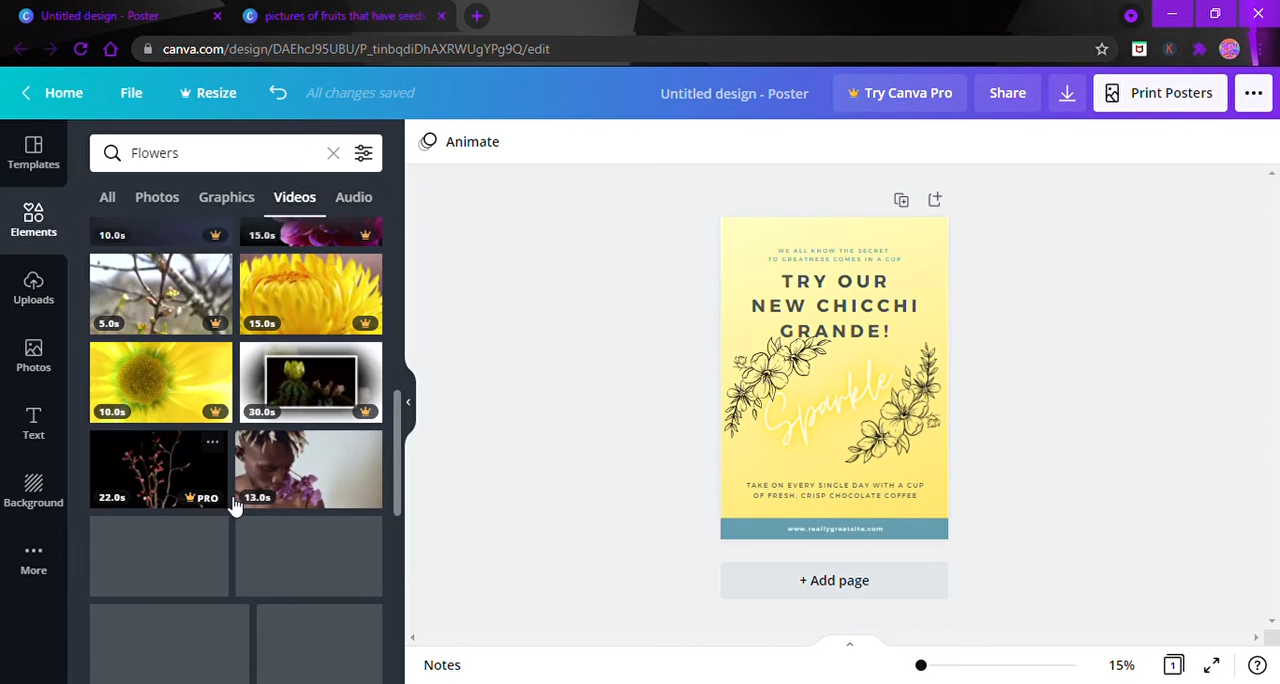 Untitled design - Poster
pictures of fruits that have seeds
canva.com/design/DAEhcJ95UBU/P_tinbqdiDhAXRWUgYPg9Q/edit
Home
File
Resize
All changes saved
Untitled design - Poster
Try Canva Pro
Share
Print Posters
Templates
Elements
Uploads
Photos
Text
Background
More
Flowers
All Photos Graphics Videos Audio
10.0s
15.0s
5.0s
15.0s
10.0s
30.0s
22.0s
PRO
13.0s
Animate
WE ALL KNOW THE SECRET
TO GREATNESS COMES IN A CUP
TRY OUR
NEW CHICCHI
GRANDE!
Sparkle
TAKE ON EVERY SINGLE DAY WITH A CUP
OF FRESH, CRISP CHOCOLATE COFFEE
www.reallygreatsite.com
+ Add page
Notes
15%
1